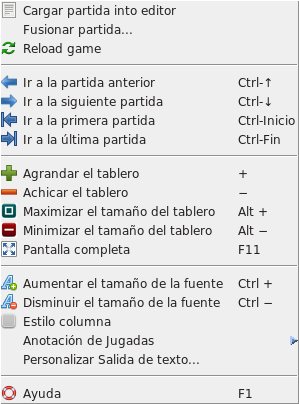 Cargar partida into editor
Fusionar partida...
Reload game
Ir a la partida anterior Ctrl-↑
Ir a la siguiente partida Ctrl-↓
Ir a la primera partida Ctrl-Inicio
Ir a la última partida Ctrl-Fin
Agrandar el tablero +
Achicar el tablero −
Maximizar el tamaño del tablero Alt +
Minimizar el tamaño del tablero Alt −
Pantalla completa F11
Aumentar el tamaño de la fuente Ctrl +
Disminuir el tamaño de la fuente Ctrl −
Estilo columna
Anotación de Jugadas
Personalizar Salida de texto...
Ayuda F1